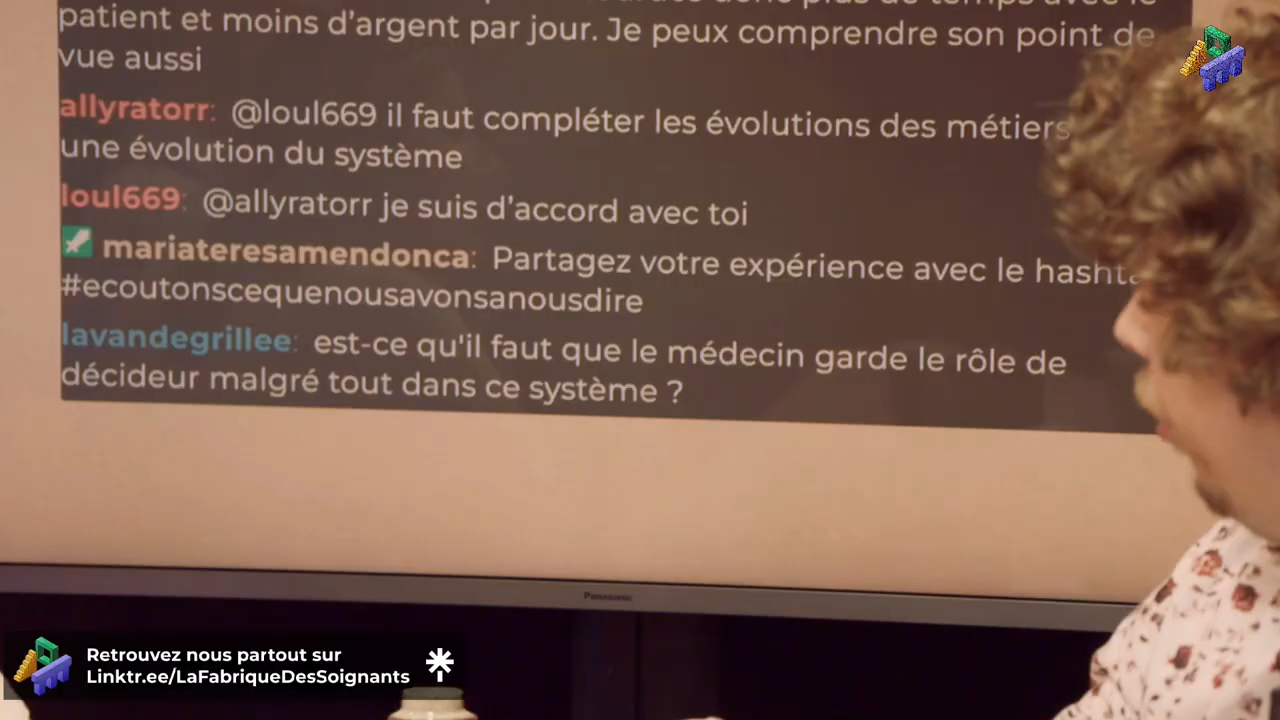 patient et moins d'argent par jour. Je peux comprendre son point de
vue aussi
allyratorr: @loul669 il faut compléter les évolutions des métiers
une évolution du système
loul669: @allyratorr je suis d'accord avec toi
mariateresamendonca: Partagez votre expérience avec le
#ecoutonscequenousavonsanousdire
lavandegrillee: est-ce qu'il faut que le médecin garde le rôle de
décideur malgré tout dans ce système ?
Panasonic
Retrouvez nous partout sur
Linktr.ee/LaFabriqueDesSoignants